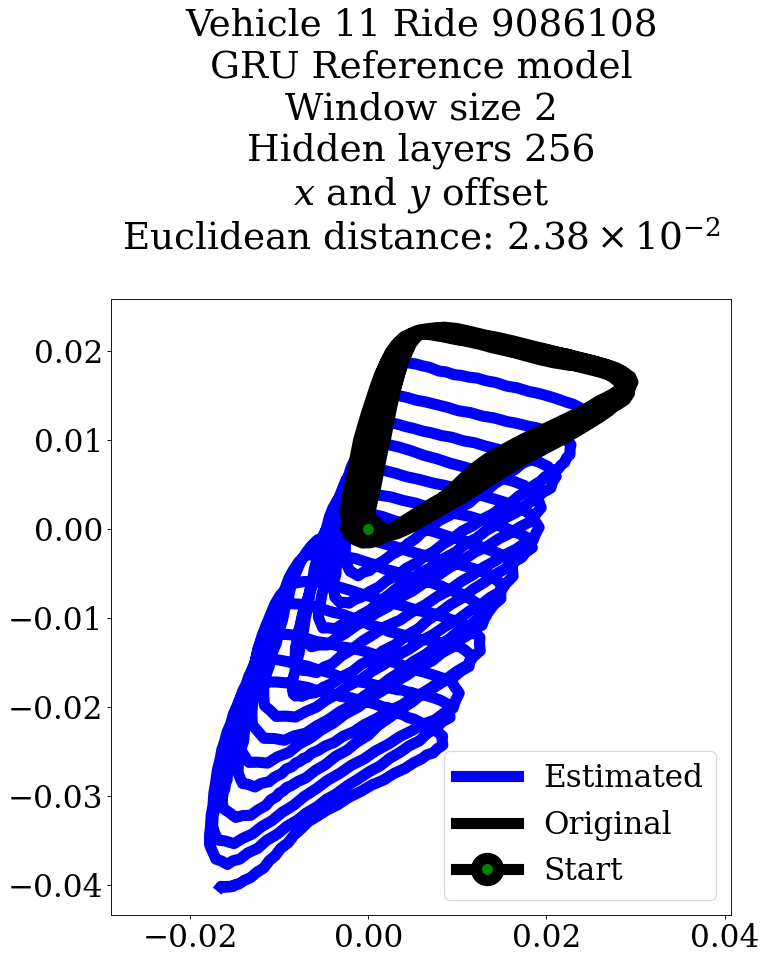 Vehicle 11 Ride 9086108
GRU Reference model
Window size 2
Hidden layers 256
x and y offset
Euclidean distance: 2.38 × 10⁻²
0.02
0.01
0.00
−0.01
−0.02
−0.03
−0.04
Estimated
Original
Start
−0.02 0.00 0.02 0.04